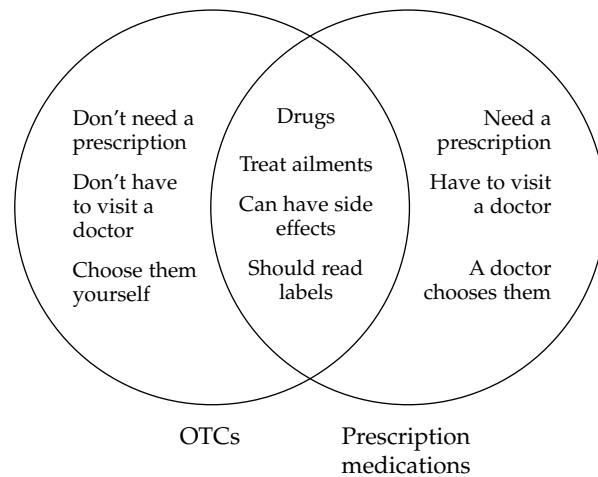 Don't need a
prescription
Don't have
to visit a
doctor
Choose them
yourself
Drugs
Treat ailments
Can have side
effects
Should read
labels
Need a
prescription
Have to visit
a doctor
A doctor
chooses them
OTCs
Prescription
medications